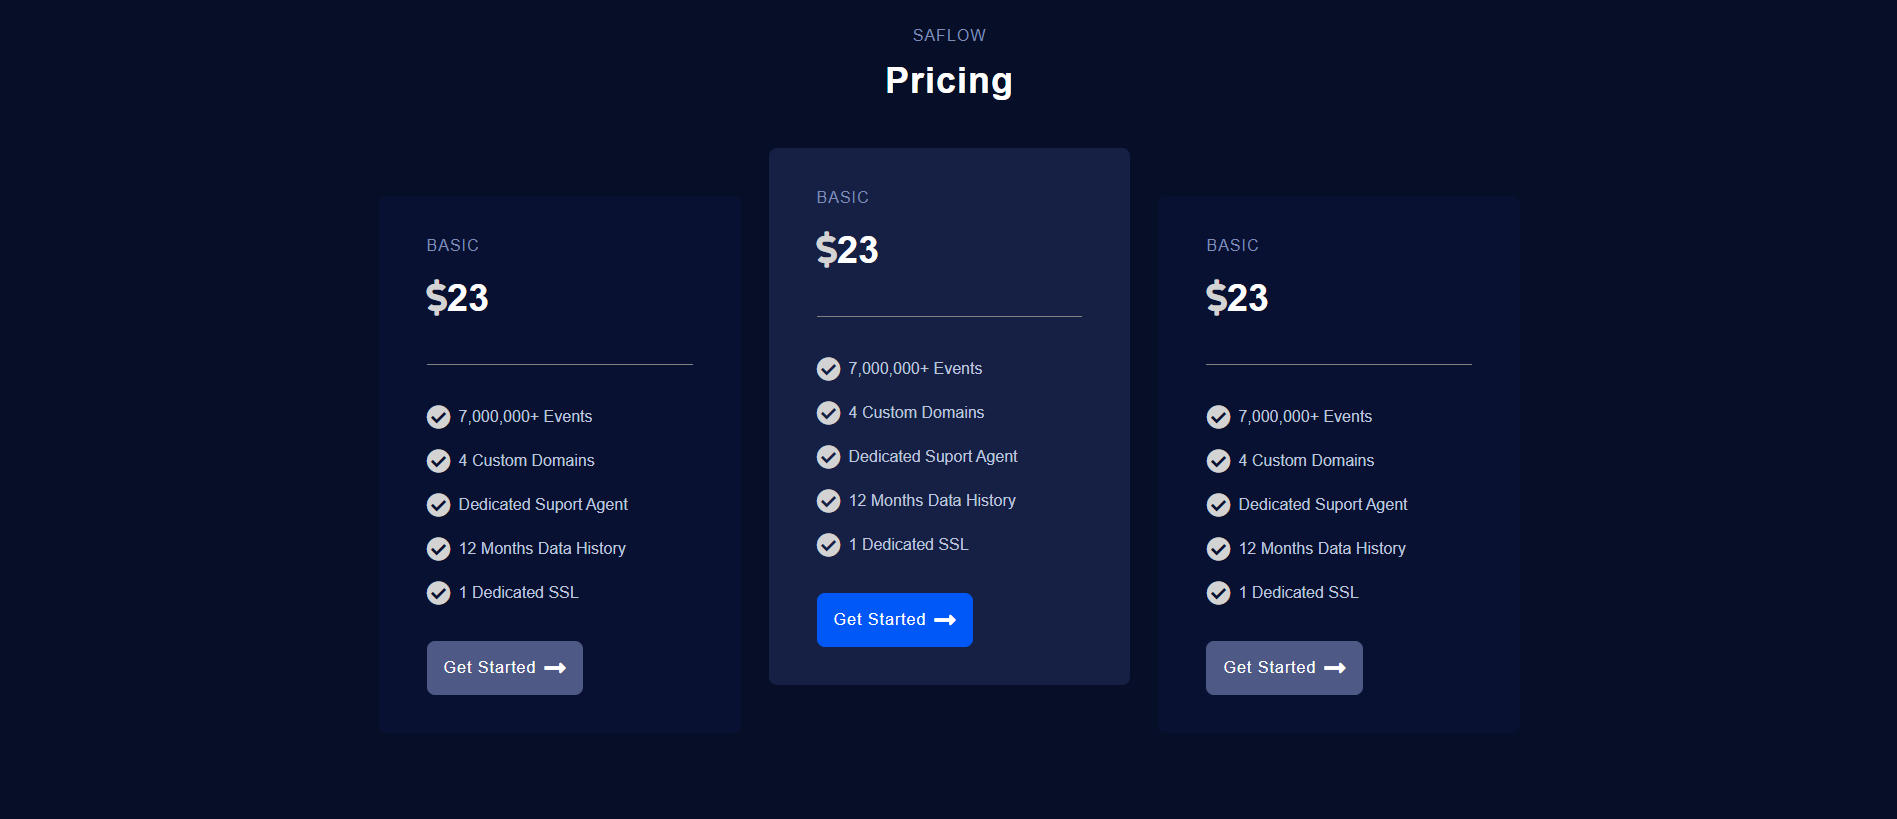 SAFLOW
Pricing
BASIC
$23
7,000,000+ Events
4 Custom Domains
Dedicated Suport Agent
12 Months Data History
1 Dedicated SSL
Get Started
BASIC
$23
7,000,000+ Events
4 Custom Domains
Dedicated Suport Agent
12 Months Data History
1 Dedicated SSL
Get Started
BASIC
$23
7,000,000+ Events
4 Custom Domains
Dedicated Suport Agent
12 Months Data History
1 Dedicated SSL
Get Started